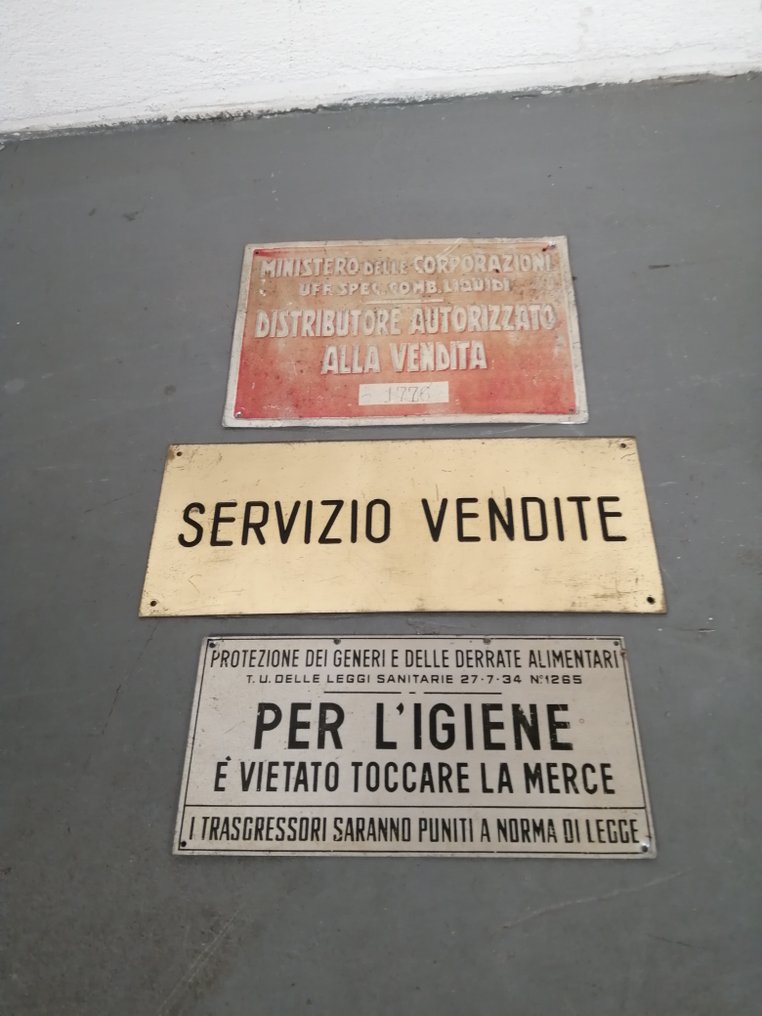 MINISTERO DELLE CORPORAZIONI
UFF. SPEC. COMB. LIQUIDI
DISTRIBUTORE AUTORIZZATO
ALLA VENDITA
1776
SERVIZIO VENDITE
PROTEZIONE DEI GENERI E DELLE DERRATE ALIMENTARI
T. U. DELLE LEGGI SANITARIE 27-7-34 N°1265
PER L'IGIENE
È VIETATO TOCCARE LA MERCE
I TRASGRESSORI SARANNO PUNITI A NORMA DI LEGGE